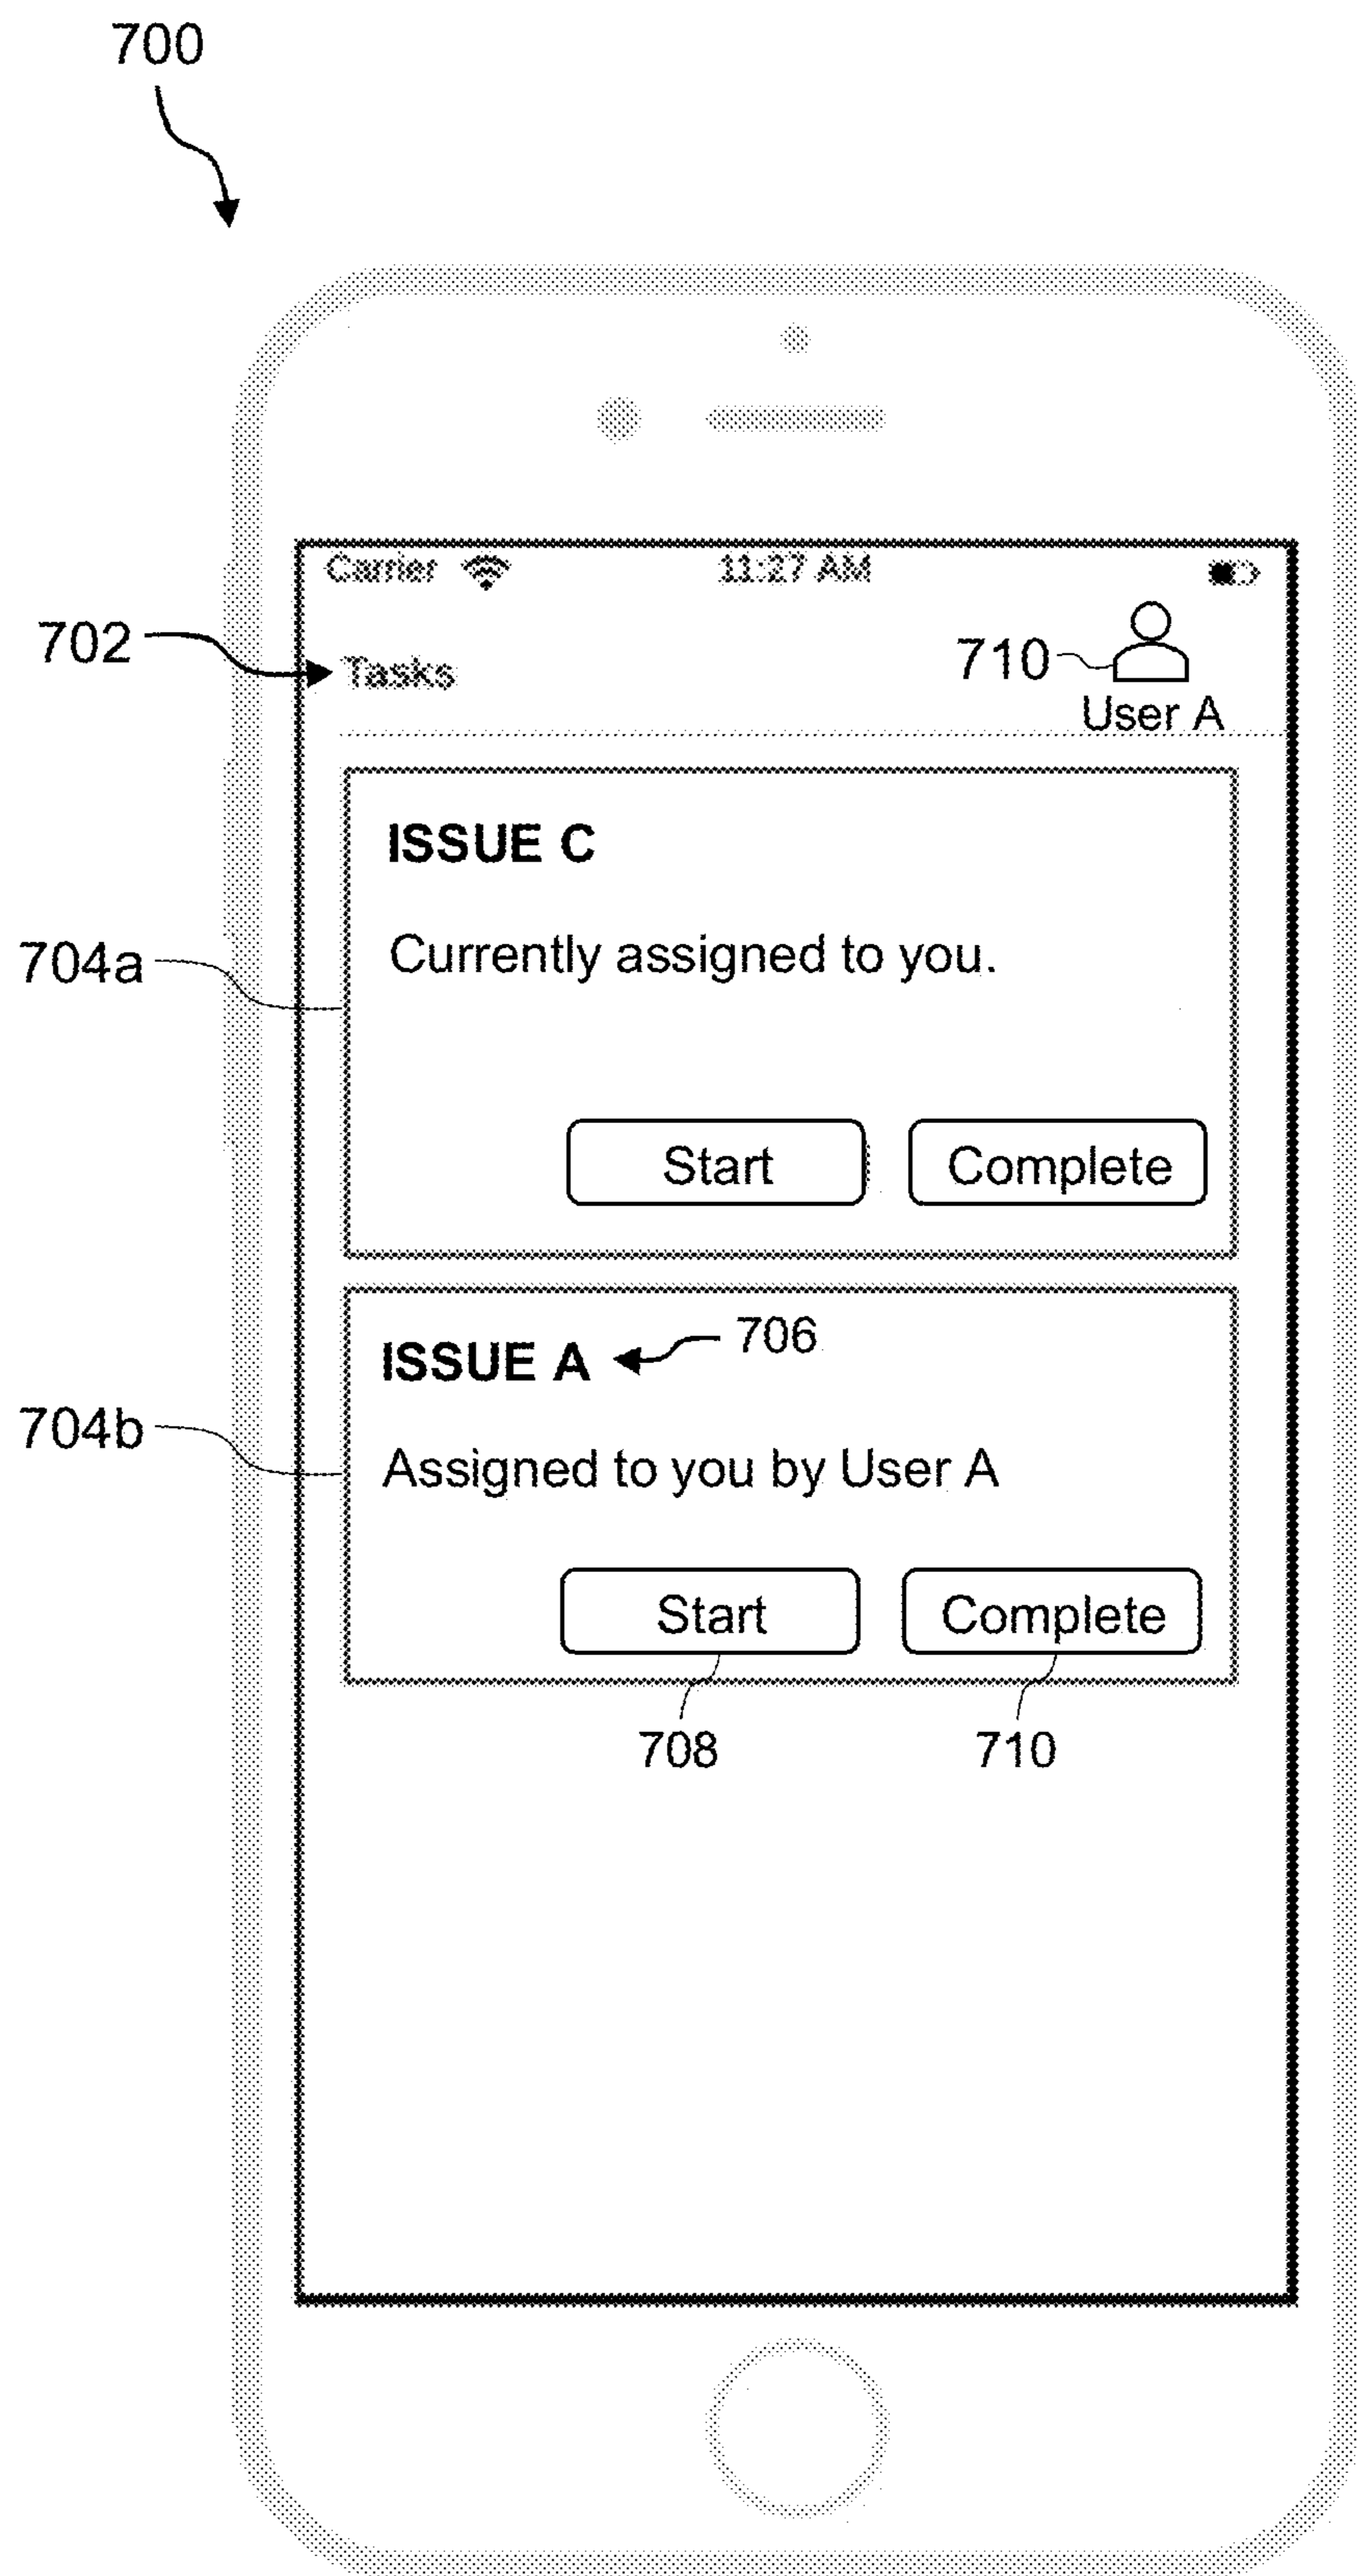 700
Carrier 11:27 AM
702 Tasks 710
User A
ISSUE C
704a Currently assigned to you.
Start Complete
ISSUE A 706
704b Assigned to you by User A
Start Complete
708 710